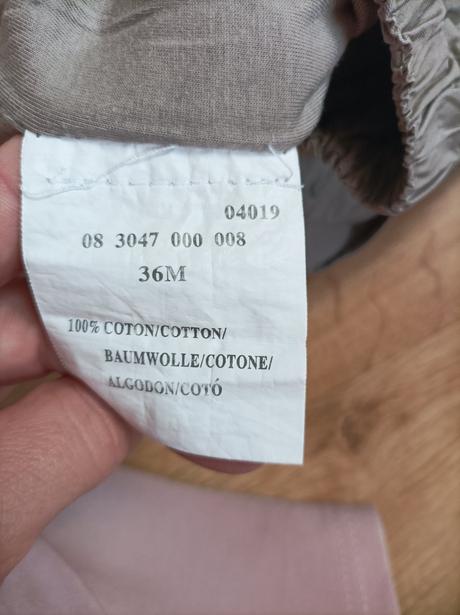 04019
08 3047 000 008
36M
100% COTON/COTTON/
BAUMWOLLE/COTONE/
ALGODON/COTÓ